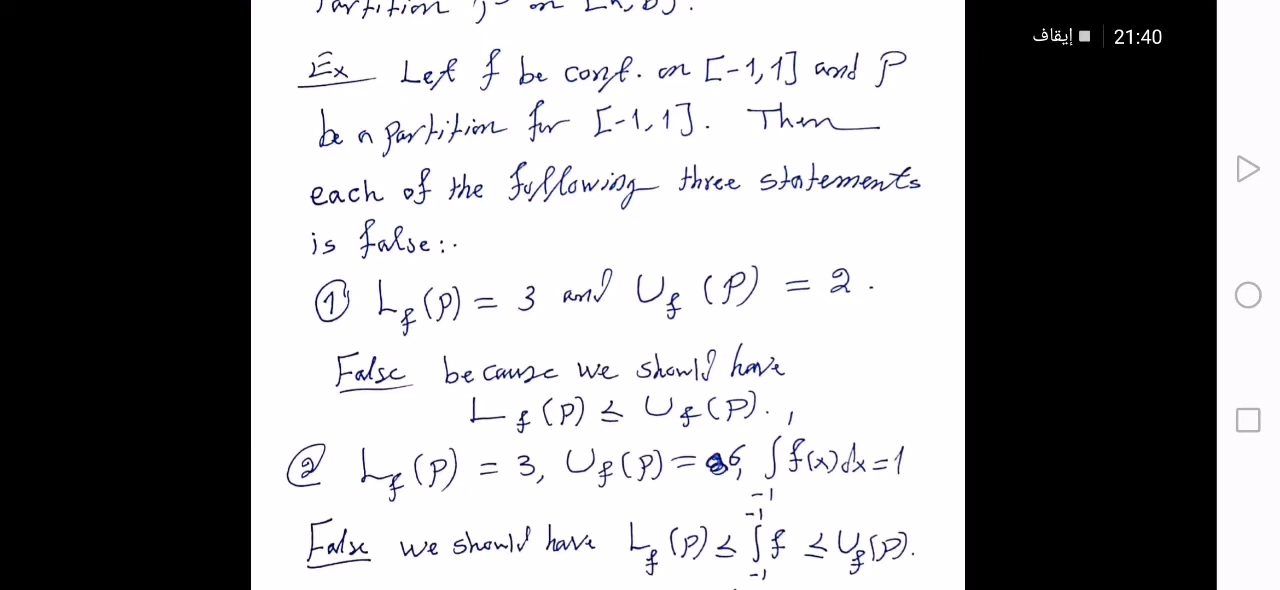 Partition P on [a, b].
21:40 إيقاف
Ex Let f be cont. on [-1, 1] and P
be a partition for [-1, 1]. Then
each of the following three statements
is false:.
① L_f(P) = 3 and U_f(P) = 2.
False because we should have
L_f(P) ≤ U_f(P).,
② L_f(P) = 3, U_f(P) = 6, ∫_{-1} f(x)dx = 1
False we should have L_f(P) ≤ ∫_{-1}^{-1} f ≤ U_f(P).